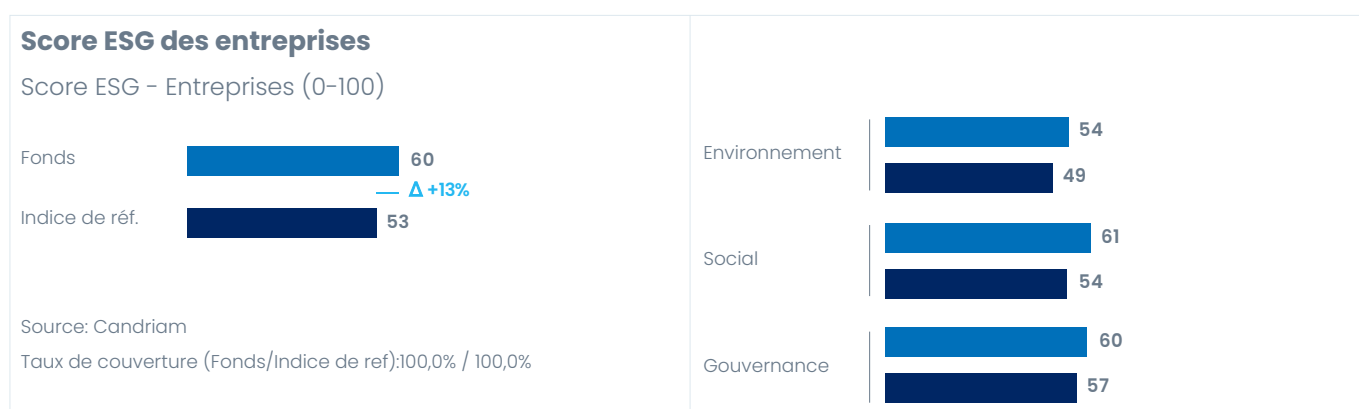 Score ESG des entreprises
Score ESG - Entreprises (0-100)
Fonds 60
Δ +13%
Indice de réf. 53
Source: Candriam
Taux de couverture (Fonds/Indice de ref):100,0% / 100,0%
Environnement
54
49
Social
61
54
Gouvernance
60
57